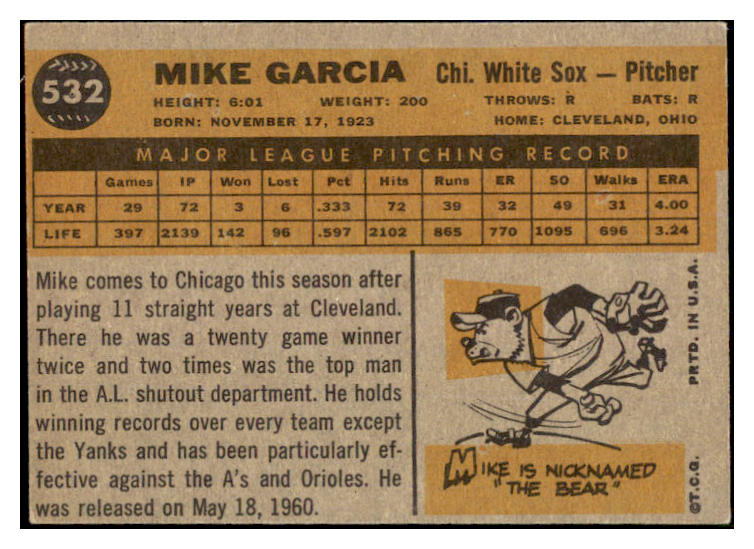 532
MIKE GARCIA Chi. White Sox — Pitcher
HEIGHT: 6:01 WEIGHT: 200 THROWS: R BATS: R
BORN: NOVEMBER 17, 1923 HOME: CLEVELAND, OHIO
MAJOR LEAGUE PITCHING RECORD
Games IP Won Lost Pct Hits Runs ER SO Walks ERA
YEAR 29 72 3 6 .333 72 39 32 49 31 4.00
LIFE 397 2139 142 96 .597 2102 865 770 1095 696 3.24
Mike comes to Chicago this season after
playing 11 straight years at Cleveland.
There he was a twenty game winner
twice and two times was the top man
in the A.L. shutout department. He holds
winning records over every team except
the Yanks and has been particularly ef-
fective against the A's and Orioles. He
was released on May 18, 1960.
MIKE IS NICKNAMED
"THE BEAR"
©T.C.G. PRTD. IN U.S.A.